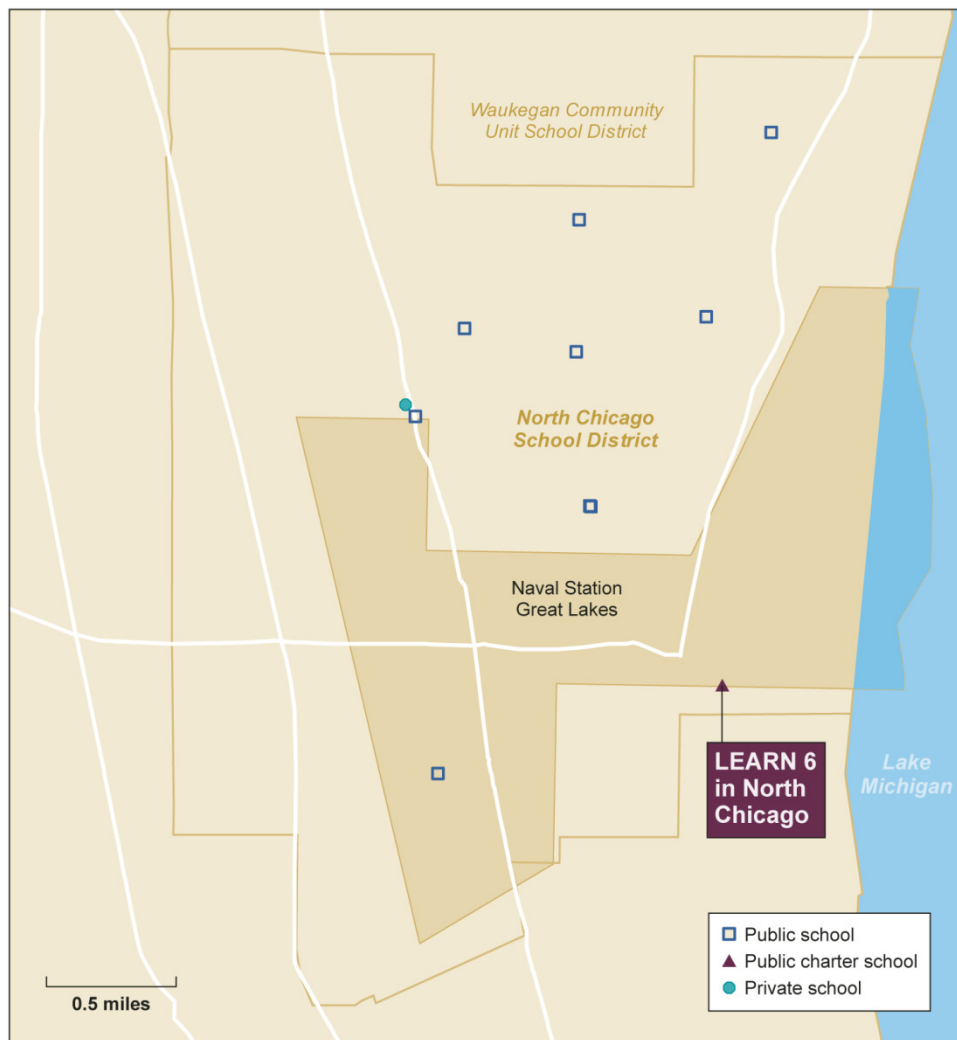 Waukegan Community
Unit School District
North Chicago
School District
Naval Station
Great Lakes
LEARN 6
in North
Chicago
Lake
Michigan
Public school
Public charter school
Private school
0.5 miles